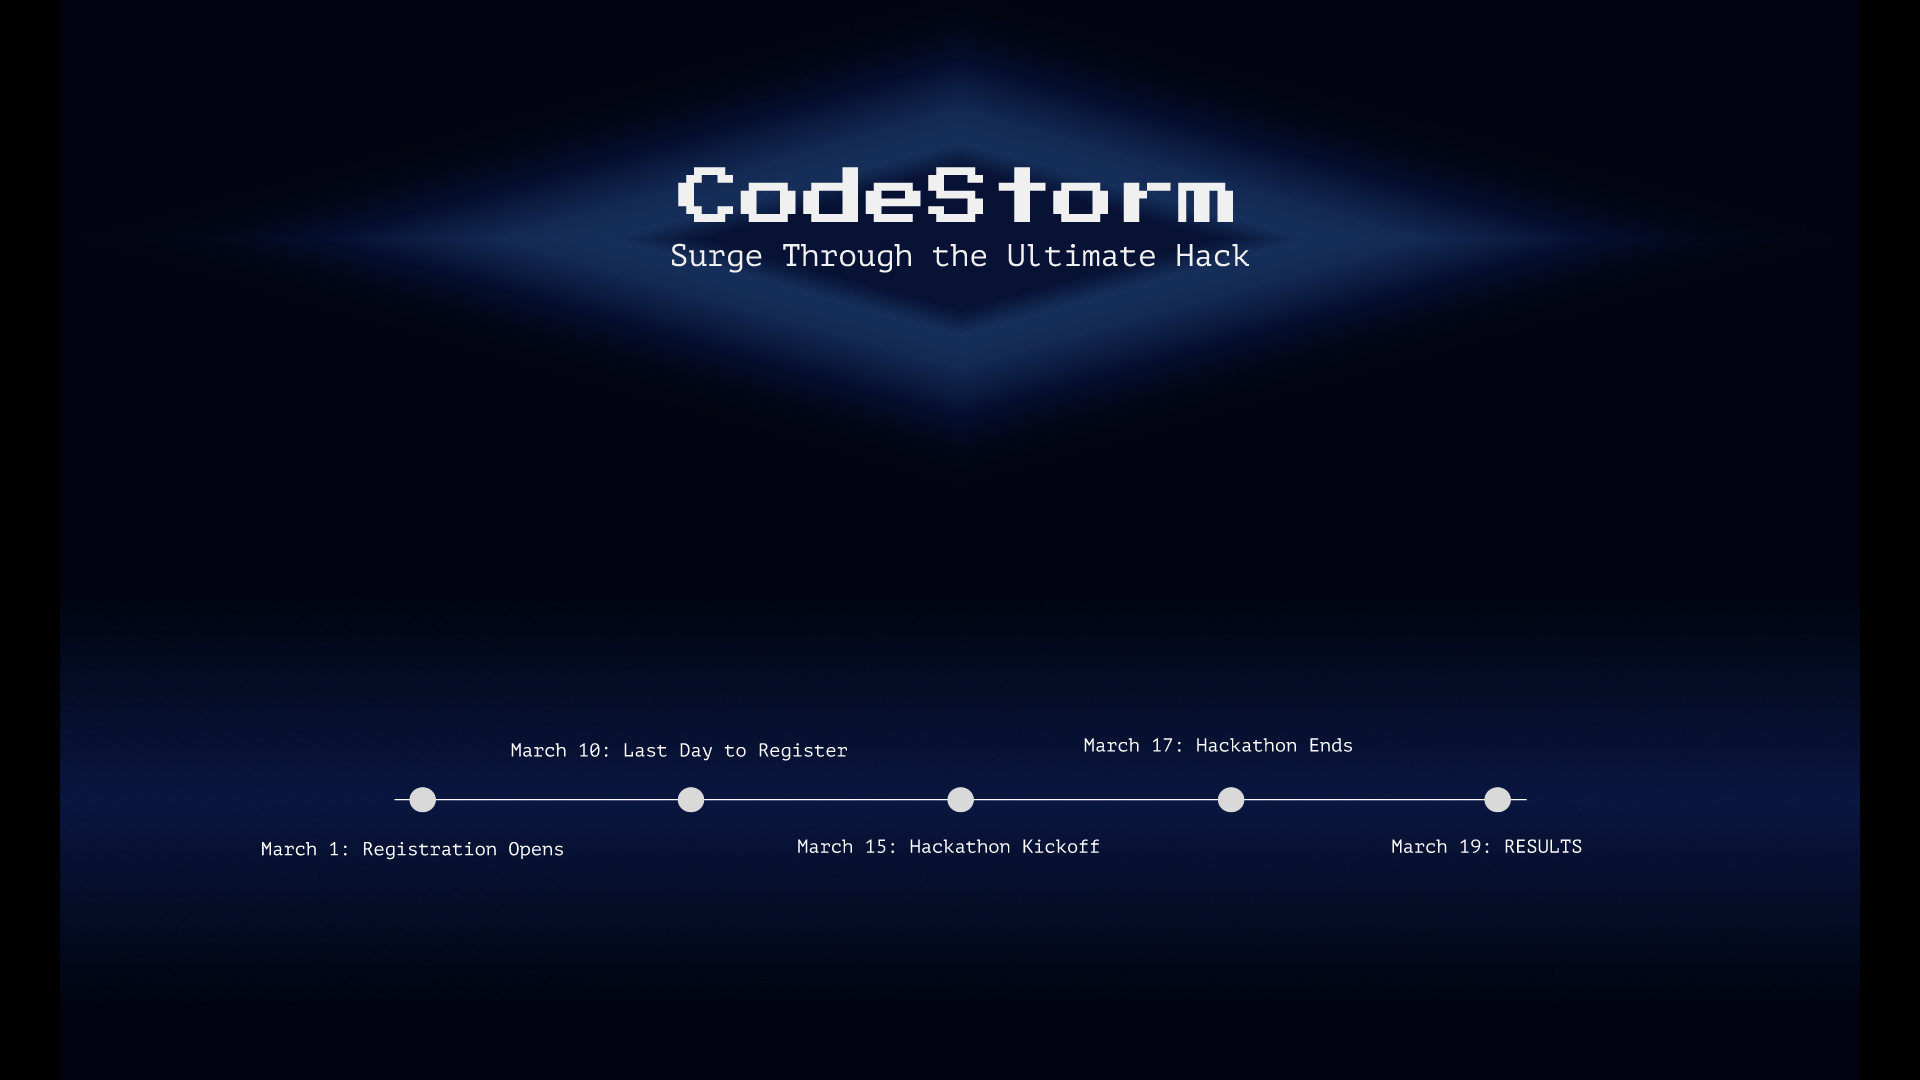 CodeStorm
Surge Through the Ultimate Hack
March 1: Registration Opens
March 10: Last Day to Register
March 15: Hackathon Kickoff
March 17: Hackathon Ends
March 19: RESULTS